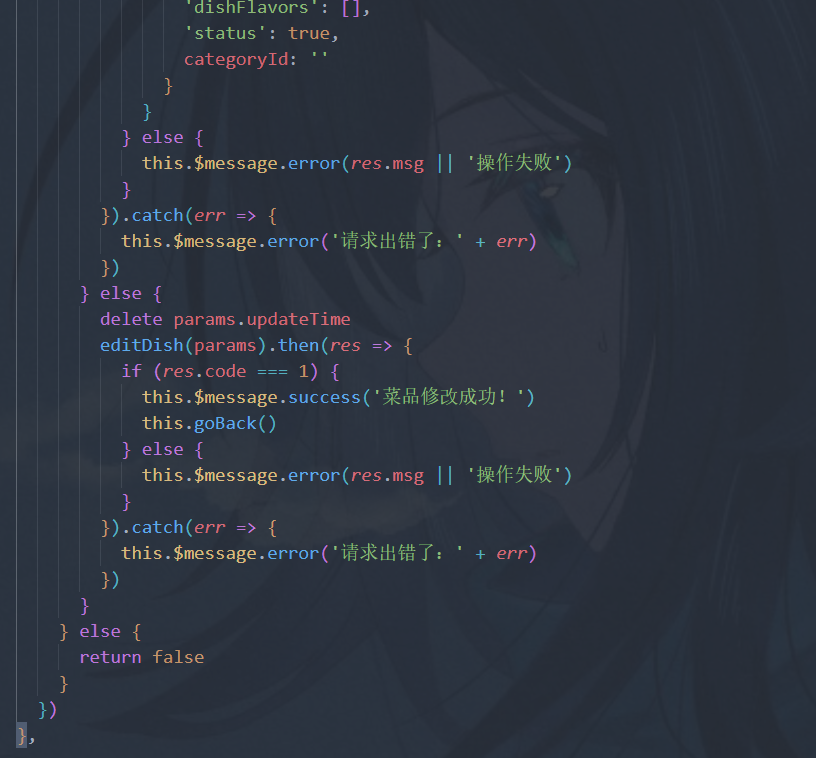 'dishFlavors': [],
'status': true,
categoryId: ''
}
}
} else {
this.$message.error(res.msg || '操作失败')
}
}).catch(err => {
this.$message.error('请求出错了：' + err)
})
} else {
delete params.updateTime
editDish(params).then(res => {
if (res.code === 1) {
this.$message.success('菜品修改成功！')
this.goBack()
} else {
this.$message.error(res.msg || '操作失败')
}
}).catch(err => {
this.$message.error('请求出错了：' + err)
})
}
} else {
return false
}
})
},